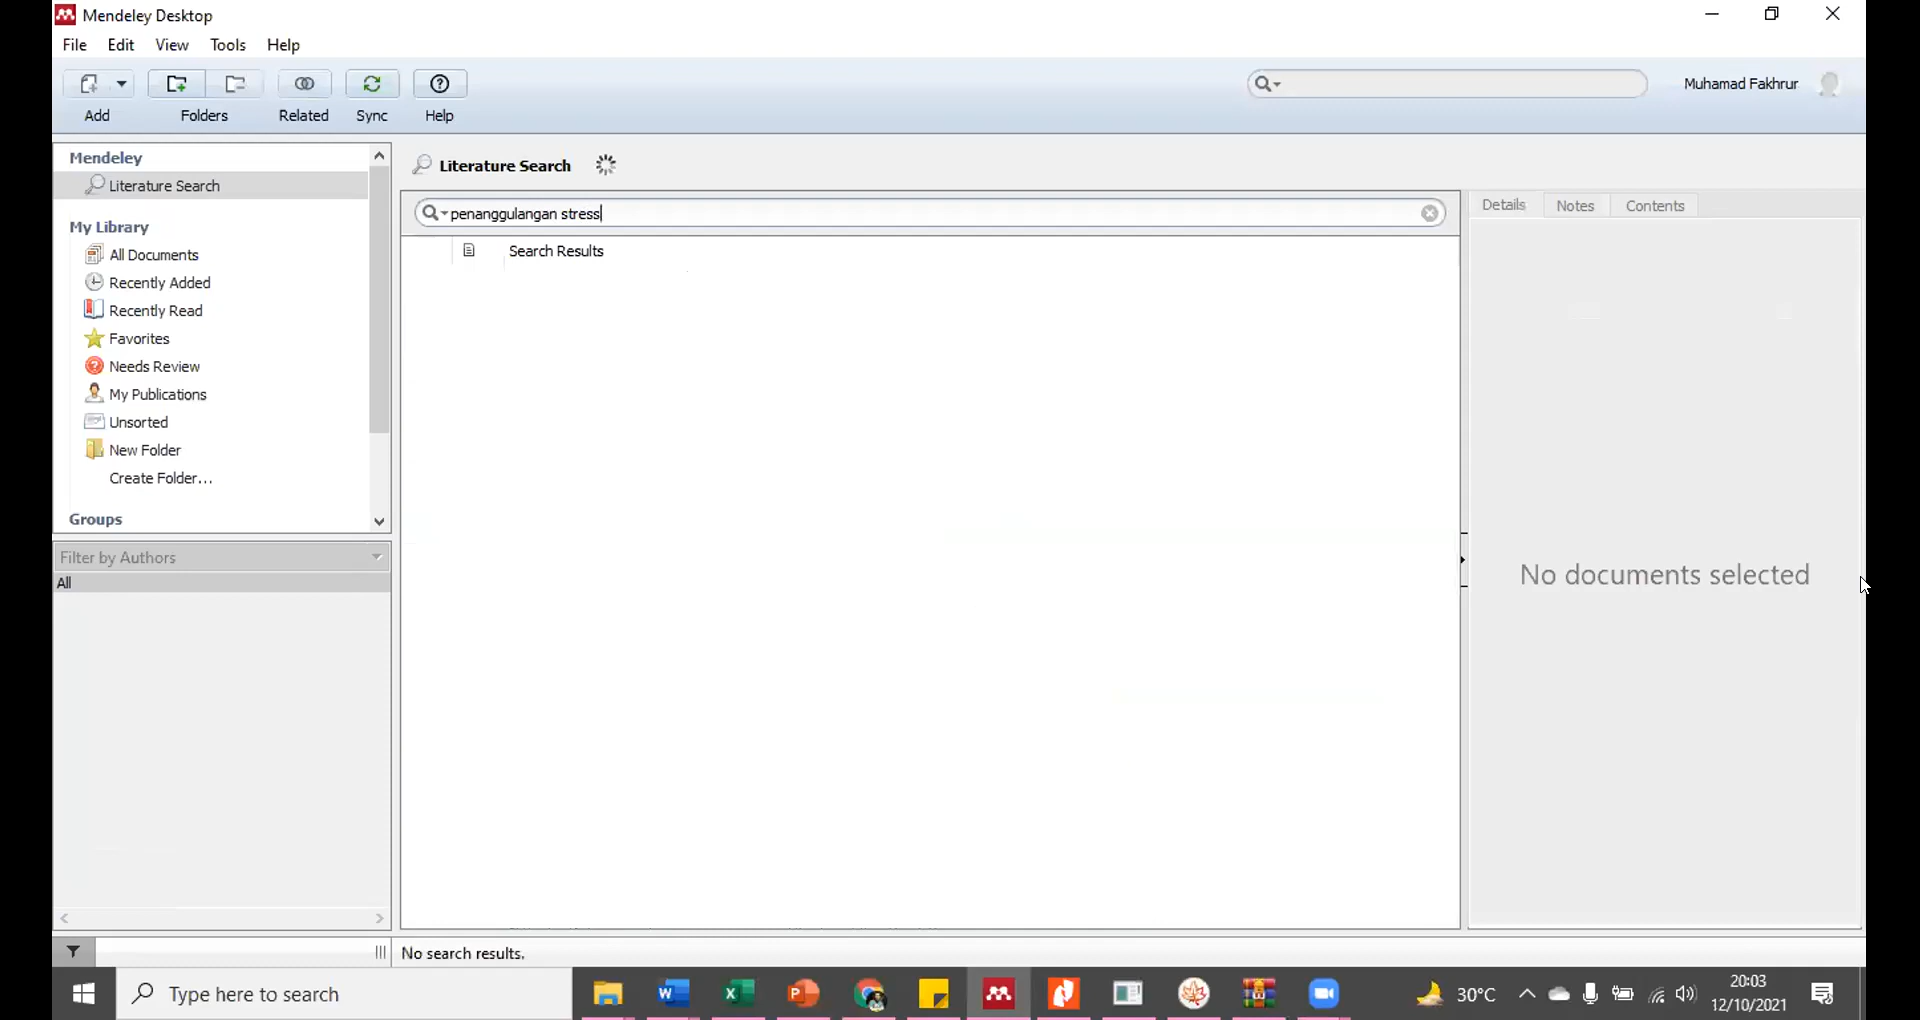 Mendeley Desktop
File Edit View Tools Help
Add Folders Related Sync Help
Muhamad Fakhrur
Mendeley
Literature Search
My Library
All Documents
Recently Added
Recently Read
Favorites
Needs Review
My Publications
Unsorted
New Folder
Create Folder...
Groups
Filter by Authors
All
Literature Search
penanggulangan stress
Search Results
Details Notes Contents
No documents selected
No search results.
Type here to search
30°C
20:03
12/10/2021